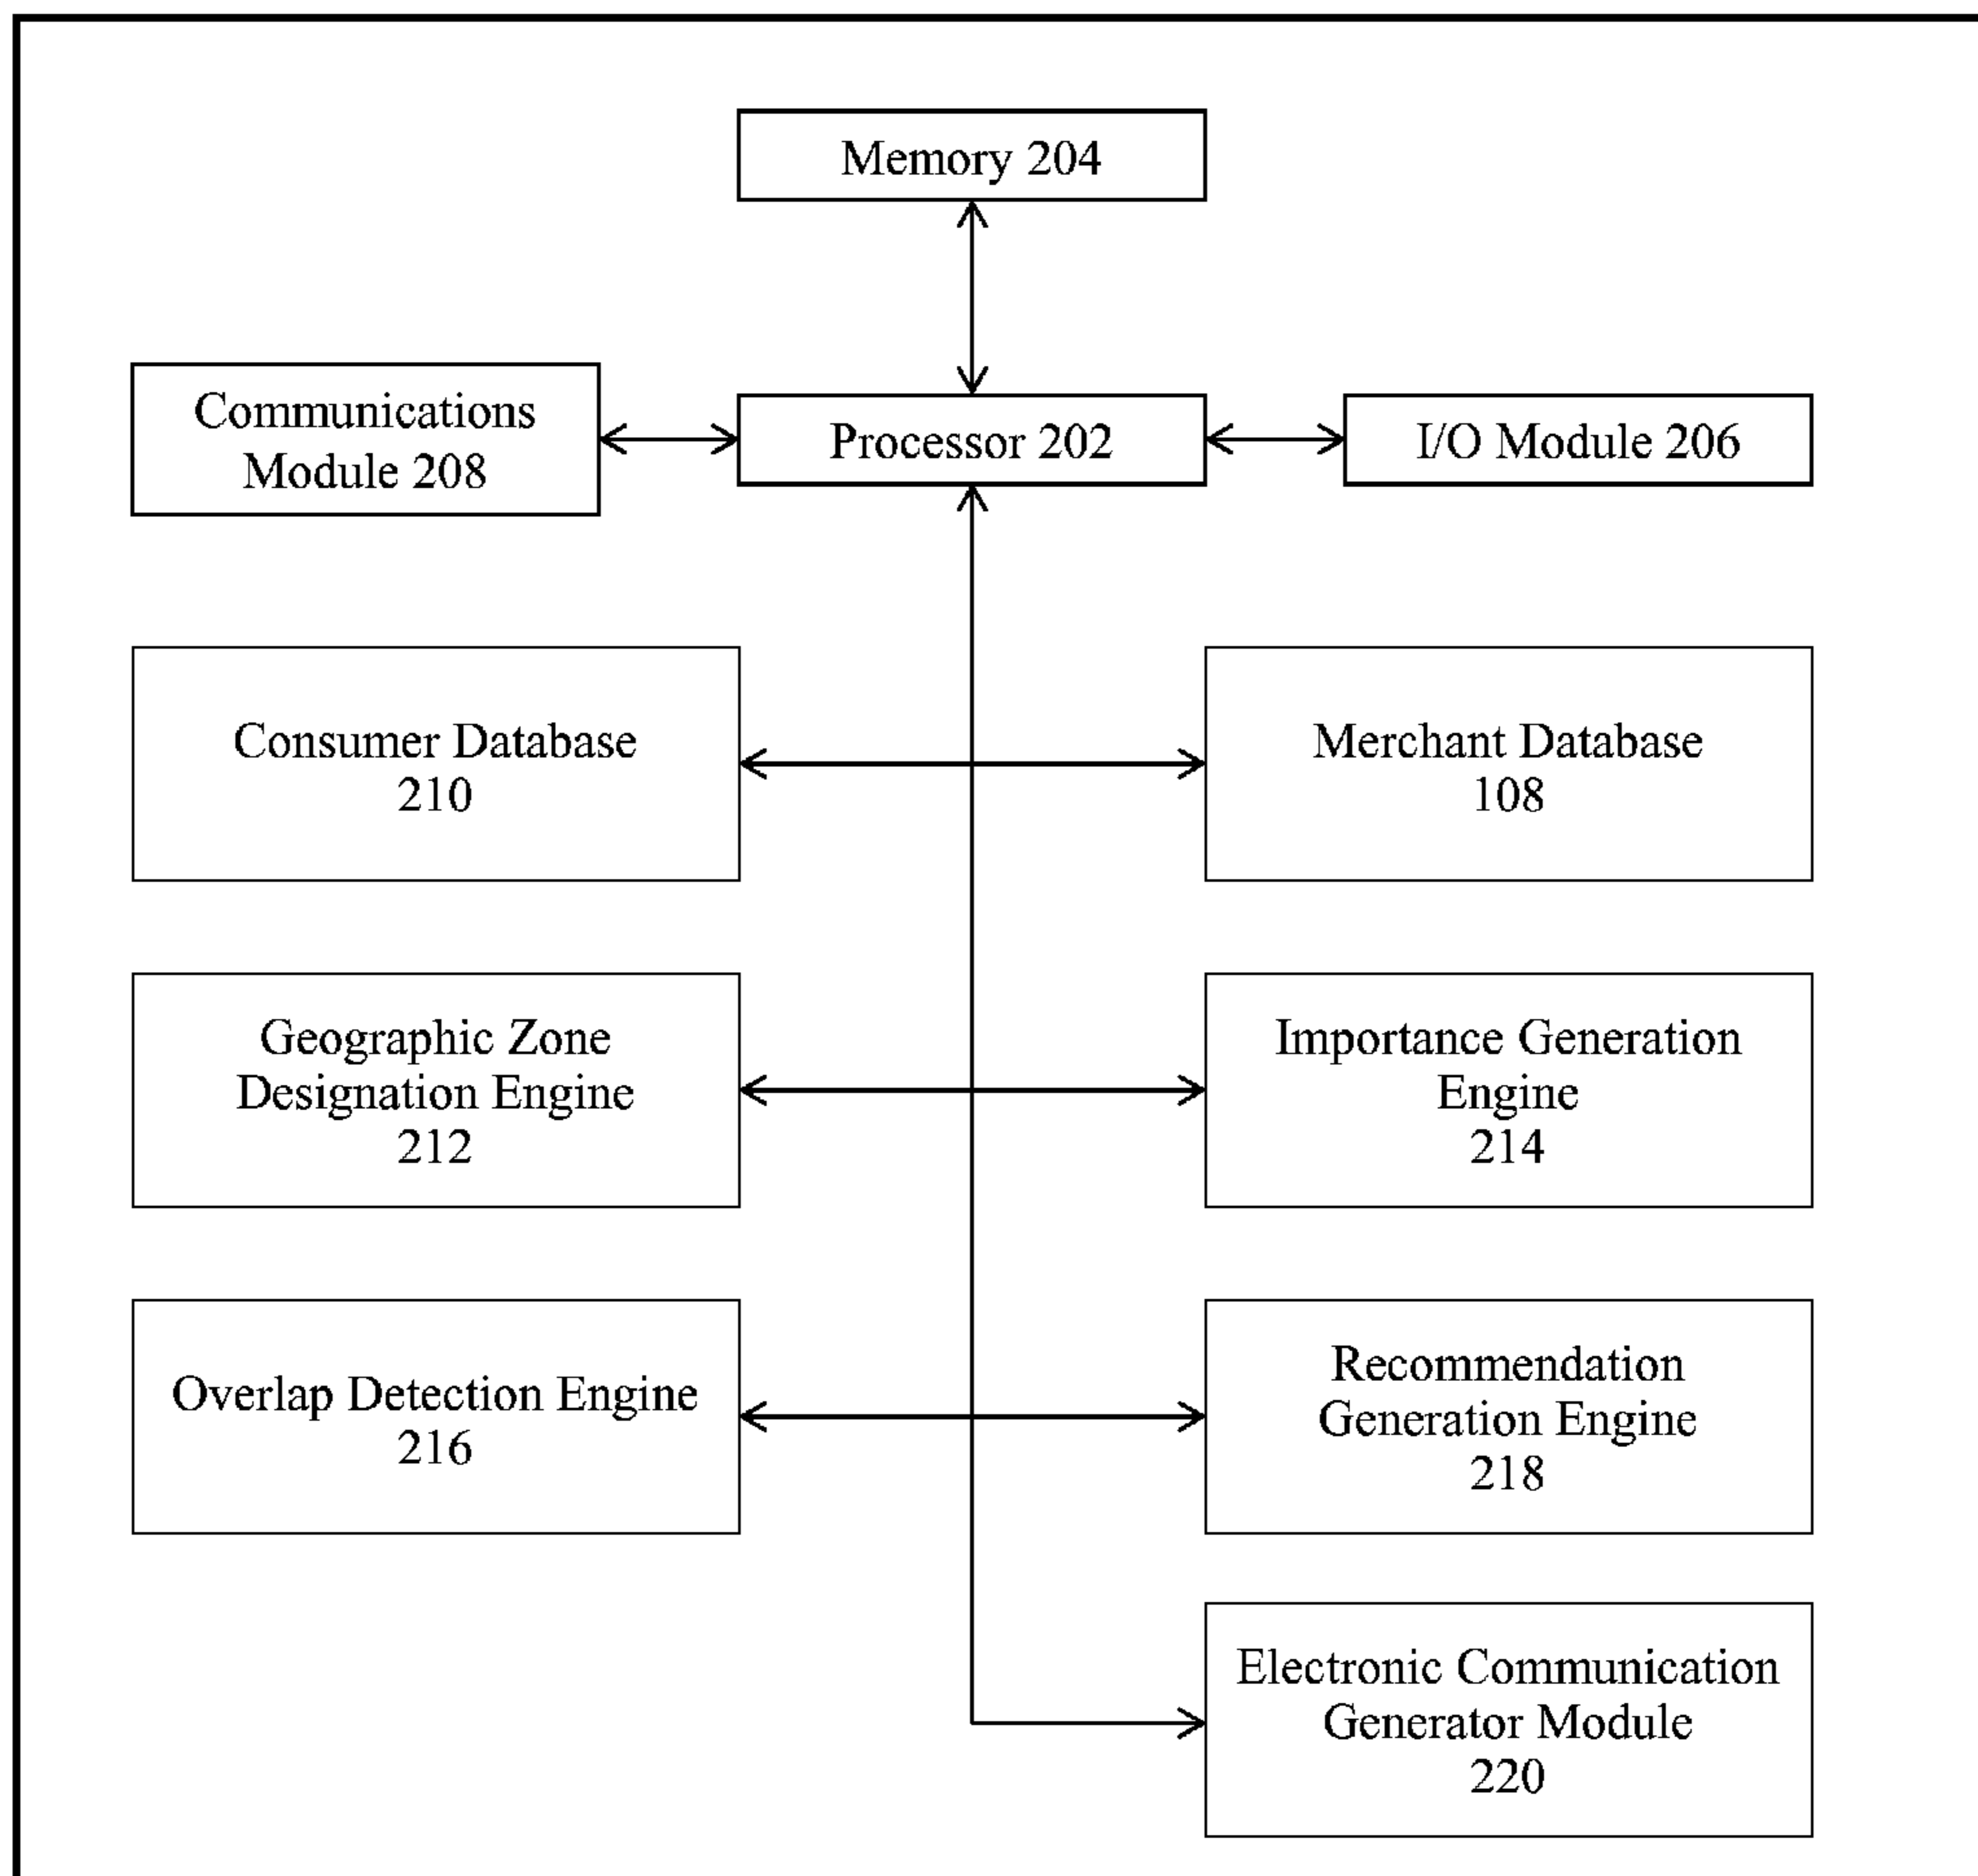 Memory 204
Communications
Module 208
Processor 202
I/O Module 206
Consumer Database
210
Merchant Database
108
Geographic Zone
Designation Engine
212
Importance Generation
Engine
214
Overlap Detection Engine
216
Recommendation
Generation Engine
218
Electronic Communication
Generator Module
220